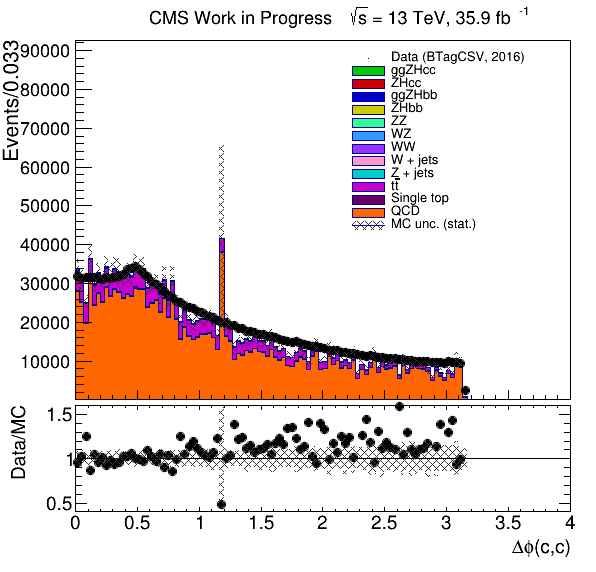 CMS Work in Progress √s = 13 TeV, 35.9 fb⁻¹
Events/0.033
90000
80000
70000
60000
50000
40000
30000
20000
10000
Data (BTagCSV, 2016)
ggZHcc
ZHcc
ggZHbb
ZHbb
ZZ
WZ
WW
W + jets
Z + jets
tt̅
Single top
QCD
MC unc. (stat.)
Data/MC
1.5
1
0.5
0 0.5 1 1.5 2 2.5 3 3.5 4
Δϕ(c,c)